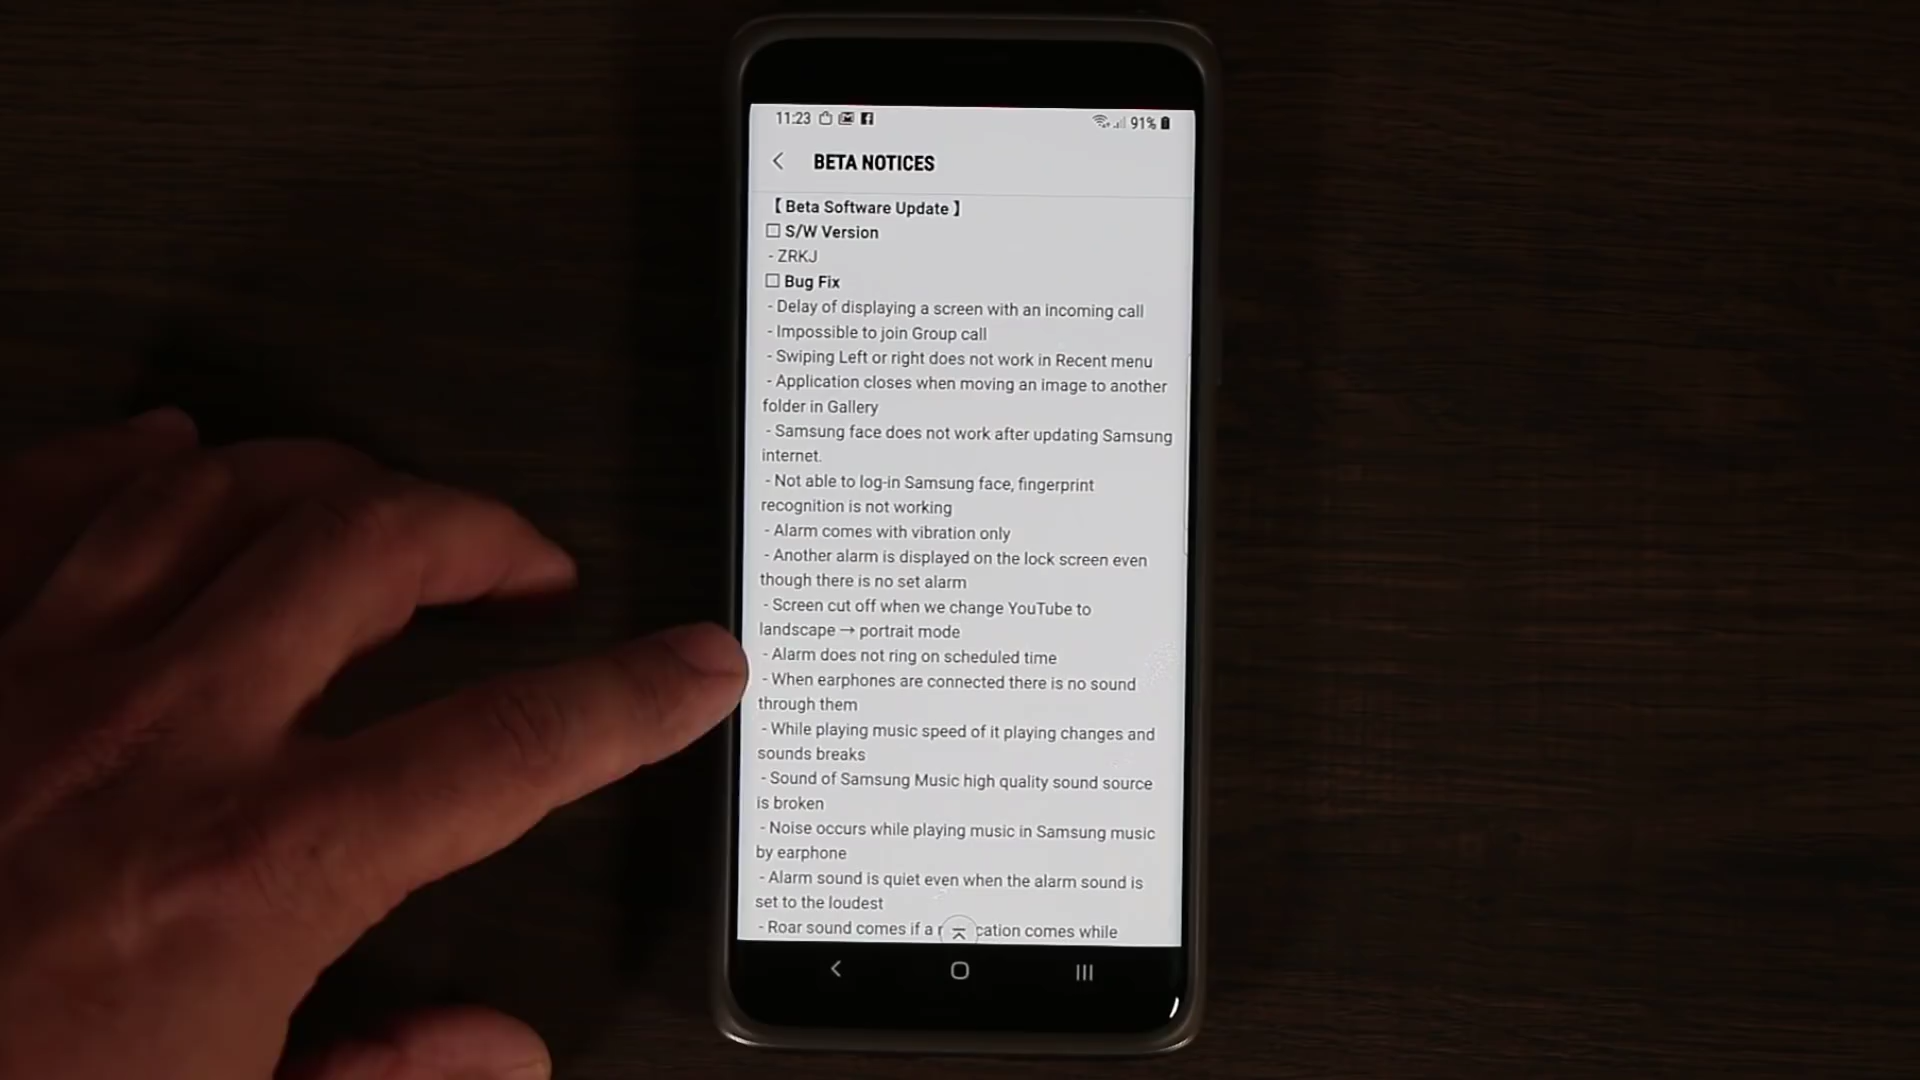 11:23 91%
BETA NOTICES
【 Beta Software Update 】
☐ S/W Version
- ZRKJ
☐ Bug Fix
- Delay of displaying a screen with an incoming call
- Impossible to join Group call
- Swiping Left or right does not work in Recent menu
- Application closes when moving an image to another
folder in Gallery
- Samsung face does not work after updating Samsung
internet.
- Not able to log-in Samsung face, fingerprint
recognition is not working
- Alarm comes with vibration only
- Another alarm is displayed on the lock screen even
though there is no set alarm
- Screen cut off when we change YouTube to
landscape → portrait mode
- Alarm does not ring on scheduled time
- When earphones are connected there is no sound
through them
- While playing music speed of it playing changes and
sounds breaks
- Sound of Samsung Music high quality sound source
is broken
- Noise occurs while playing music in Samsung music
by earphone
- Alarm sound is quiet even when the alarm sound is
set to the loudest
- Roar sound comes if a comes while